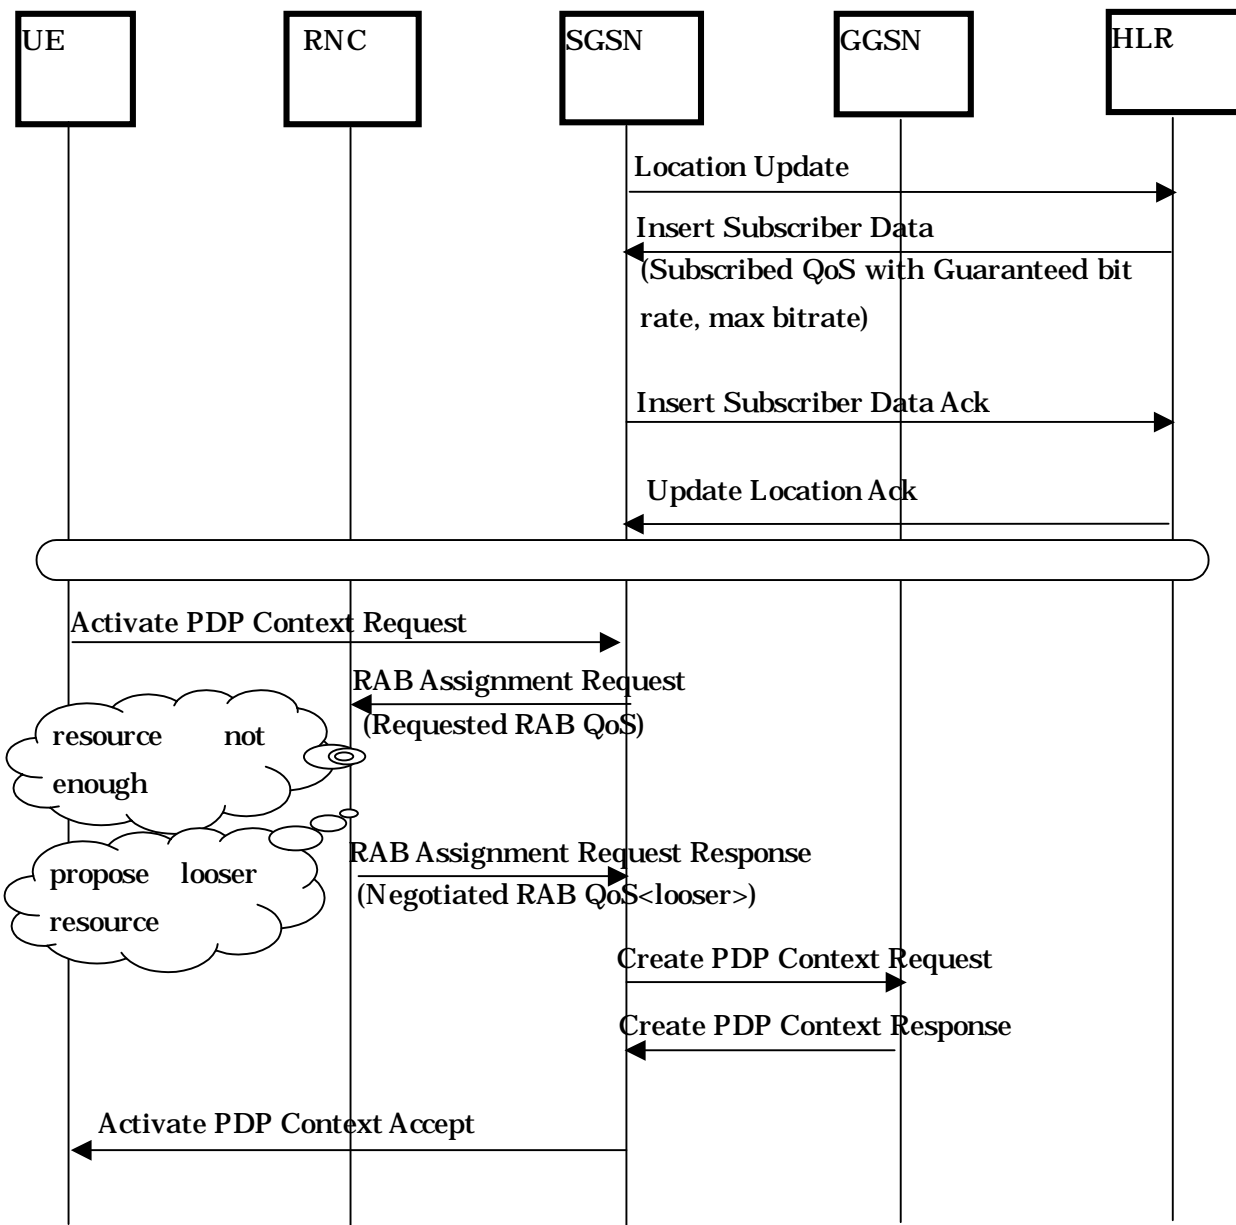 UE
RNC
SGSN
GGSN
HLR
Location Update
Insert Subscriber Data
(Subscribed QoS with Guaranteed bit
rate, max bitrate)
Insert Subscriber Data Ack
Update Location Ack
Activate PDP Context Request
RAB Assignment Request
(Requested RAB QoS)
resource not
enough
propose looser
resource
RAB Assignment Request Response
(Negotiated RAB QoS<looser>)
Create PDP Context Request
Create PDP Context Response
Activate PDP Context Accept